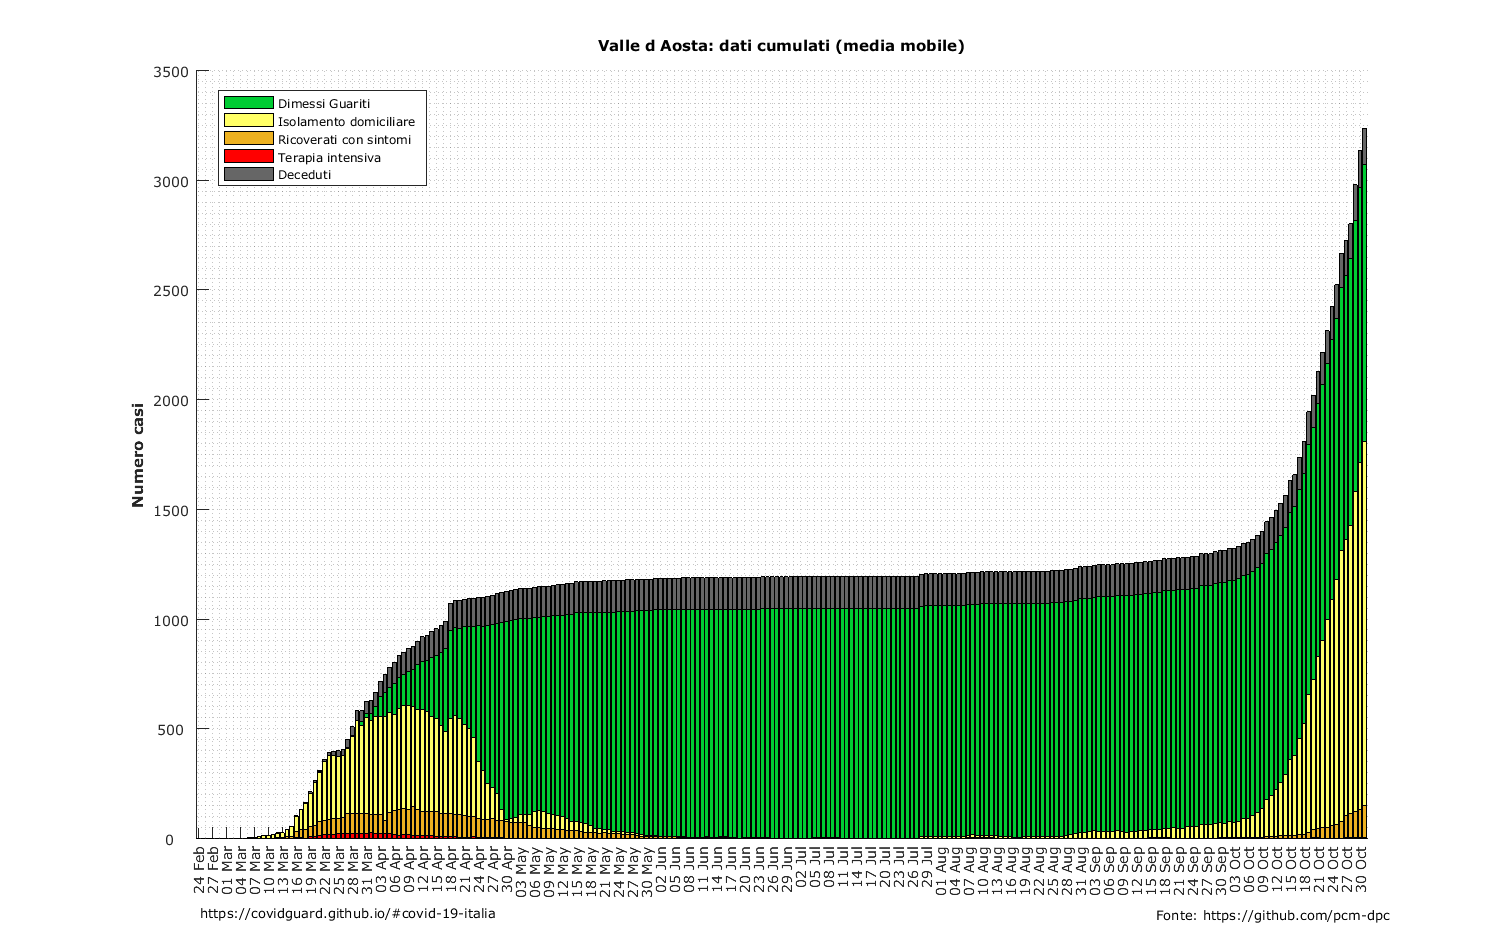 Valle d Aosta: dati cumulati (media mobile)
Numero casi
3500
3000
2500
2000
1500
1000
500
0
Dimessi Guariti
Isolamento domiciliare
Ricoverati con sintomi
Terapia intensiva
Deceduti
24 Feb
27 Feb
01 Mar
04 Mar
07 Mar
10 Mar
13 Mar
16 Mar
19 Mar
22 Mar
25 Mar
28 Mar
31 Mar
03 Apr
06 Apr
09 Apr
12 Apr
15 Apr
18 Apr
21 Apr
24 Apr
27 Apr
30 Apr
03 May
06 May
09 May
12 May
15 May
18 May
21 May
24 May
27 May
30 May
02 Jun
05 Jun
08 Jun
11 Jun
14 Jun
17 Jun
20 Jun
23 Jun
26 Jun
29 Jun
02 Jul
05 Jul
08 Jul
11 Jul
14 Jul
17 Jul
20 Jul
23 Jul
26 Jul
29 Jul
01 Aug
04 Aug
07 Aug
10 Aug
13 Aug
16 Aug
19 Aug
22 Aug
25 Aug
28 Aug
31 Aug
03 Sep
06 Sep
09 Sep
12 Sep
15 Sep
18 Sep
21 Sep
24 Sep
27 Sep
30 Sep
03 Oct
06 Oct
09 Oct
12 Oct
15 Oct
18 Oct
21 Oct
24 Oct
27 Oct
30 Oct
https://covidguard.github.io/#covid-19-italia
Fonte: https://github.com/pcm-dpc